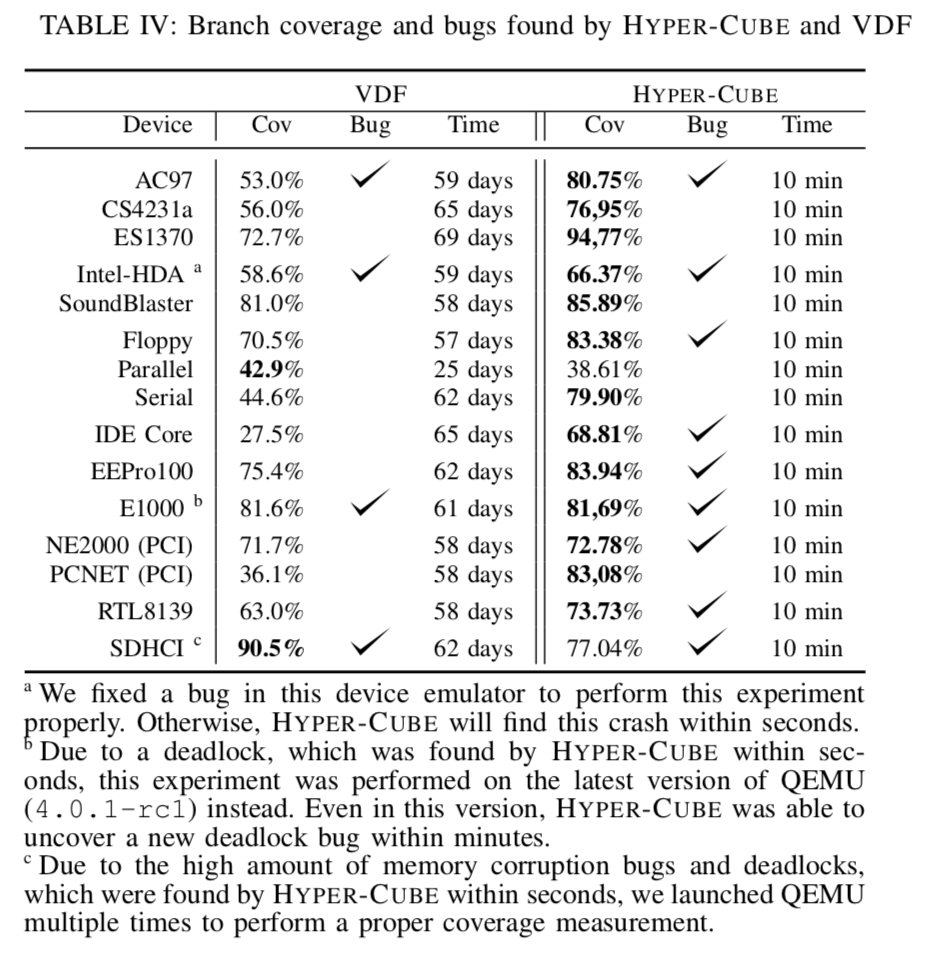 TABLE IV: Branch coverage and bugs found by HYPER-CUBE and VDF
VDF HYPER-CUBE
Device Cov Bug Time Cov Bug Time
AC97 53.0% ✓ 59 days 80.75% ✓ 10 min
CS4231a 56.0% 65 days 76,95% 10 min
ES1370 72.7% 69 days 94,77% 10 min
Intel-HDA a 58.6% ✓ 59 days 66.37% ✓ 10 min
SoundBlaster 81.0% 58 days 85.89% 10 min
Floppy 70.5% 57 days 83.38% ✓ 10 min
Parallel 42.9% 25 days 38.61% 10 min
Serial 44.6% 62 days 79.90% 10 min
IDE Core 27.5% 65 days 68.81% ✓ 10 min
EEPro100 75.4% 62 days 83.94% ✓ 10 min
E1000 b 81.6% ✓ 61 days 81,69% ✓ 10 min
NE2000 (PCI) 71.7% 58 days 72.78% ✓ 10 min
PCNET (PCI) 36.1% 58 days 83,08% 10 min
RTL8139 63.0% 58 days 73.73% ✓ 10 min
SDHCI c 90.5% ✓ 62 days 77.04% ✓ 10 min
a We fixed a bug in this device emulator to perform this experiment
properly. Otherwise, HYPER-CUBE will find this crash within seconds.
b Due to a deadlock, which was found by HYPER-CUBE within sec-
onds, this experiment was performed on the latest version of QEMU
(4.0.1-rc1) instead. Even in this version, HYPER-CUBE was able to
uncover a new deadlock bug within minutes.
c Due to the high amount of memory corruption bugs and deadlocks,
which were found by HYPER-CUBE within seconds, we launched QEMU
multiple times to perform a proper coverage measurement.